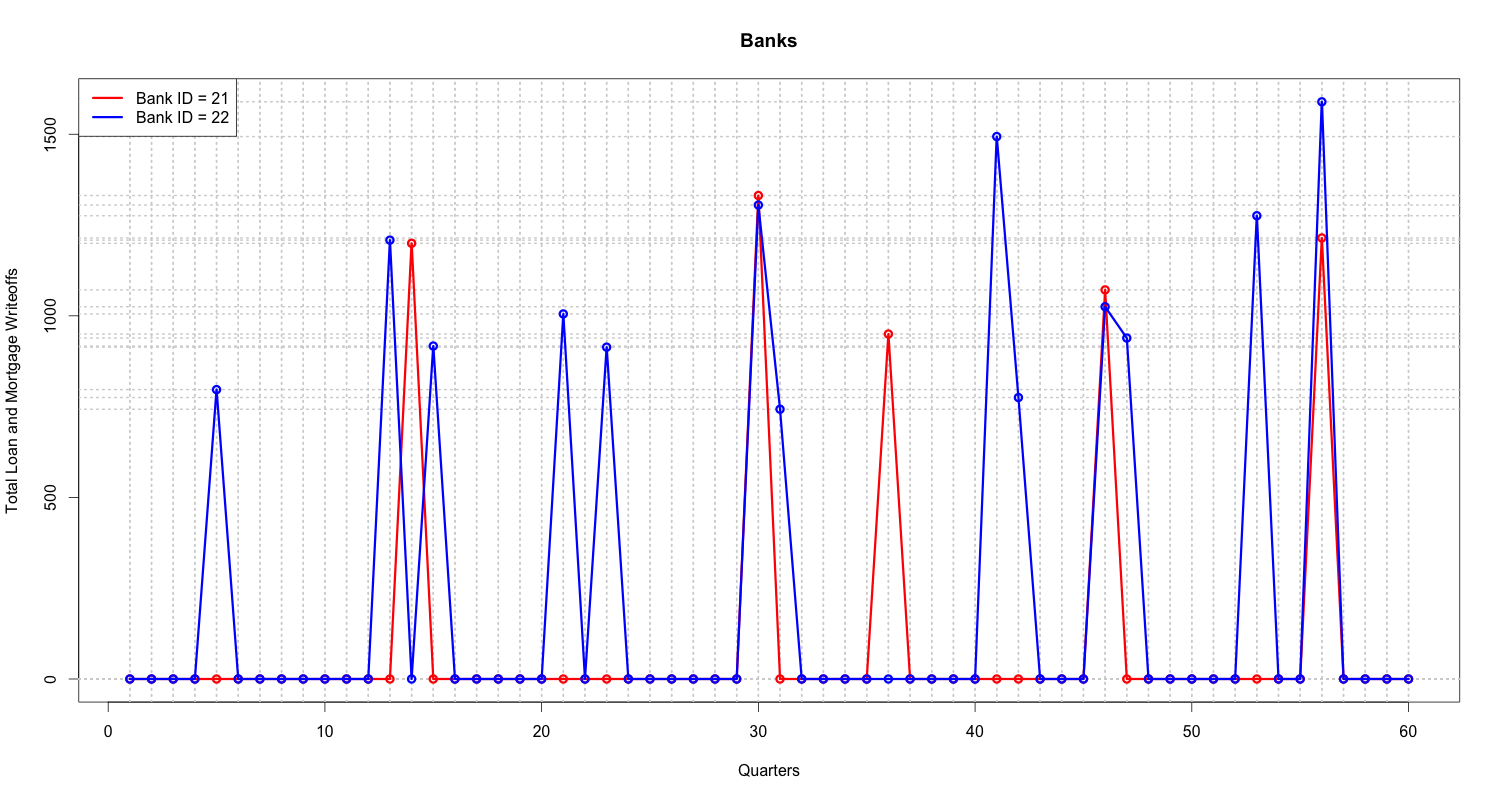 Banks
Bank ID = 21
Bank ID = 22
Total Loan and Mortgage Writeoffs
1500
1000
500
0
0 10 20 30 40 50 60
Quarters